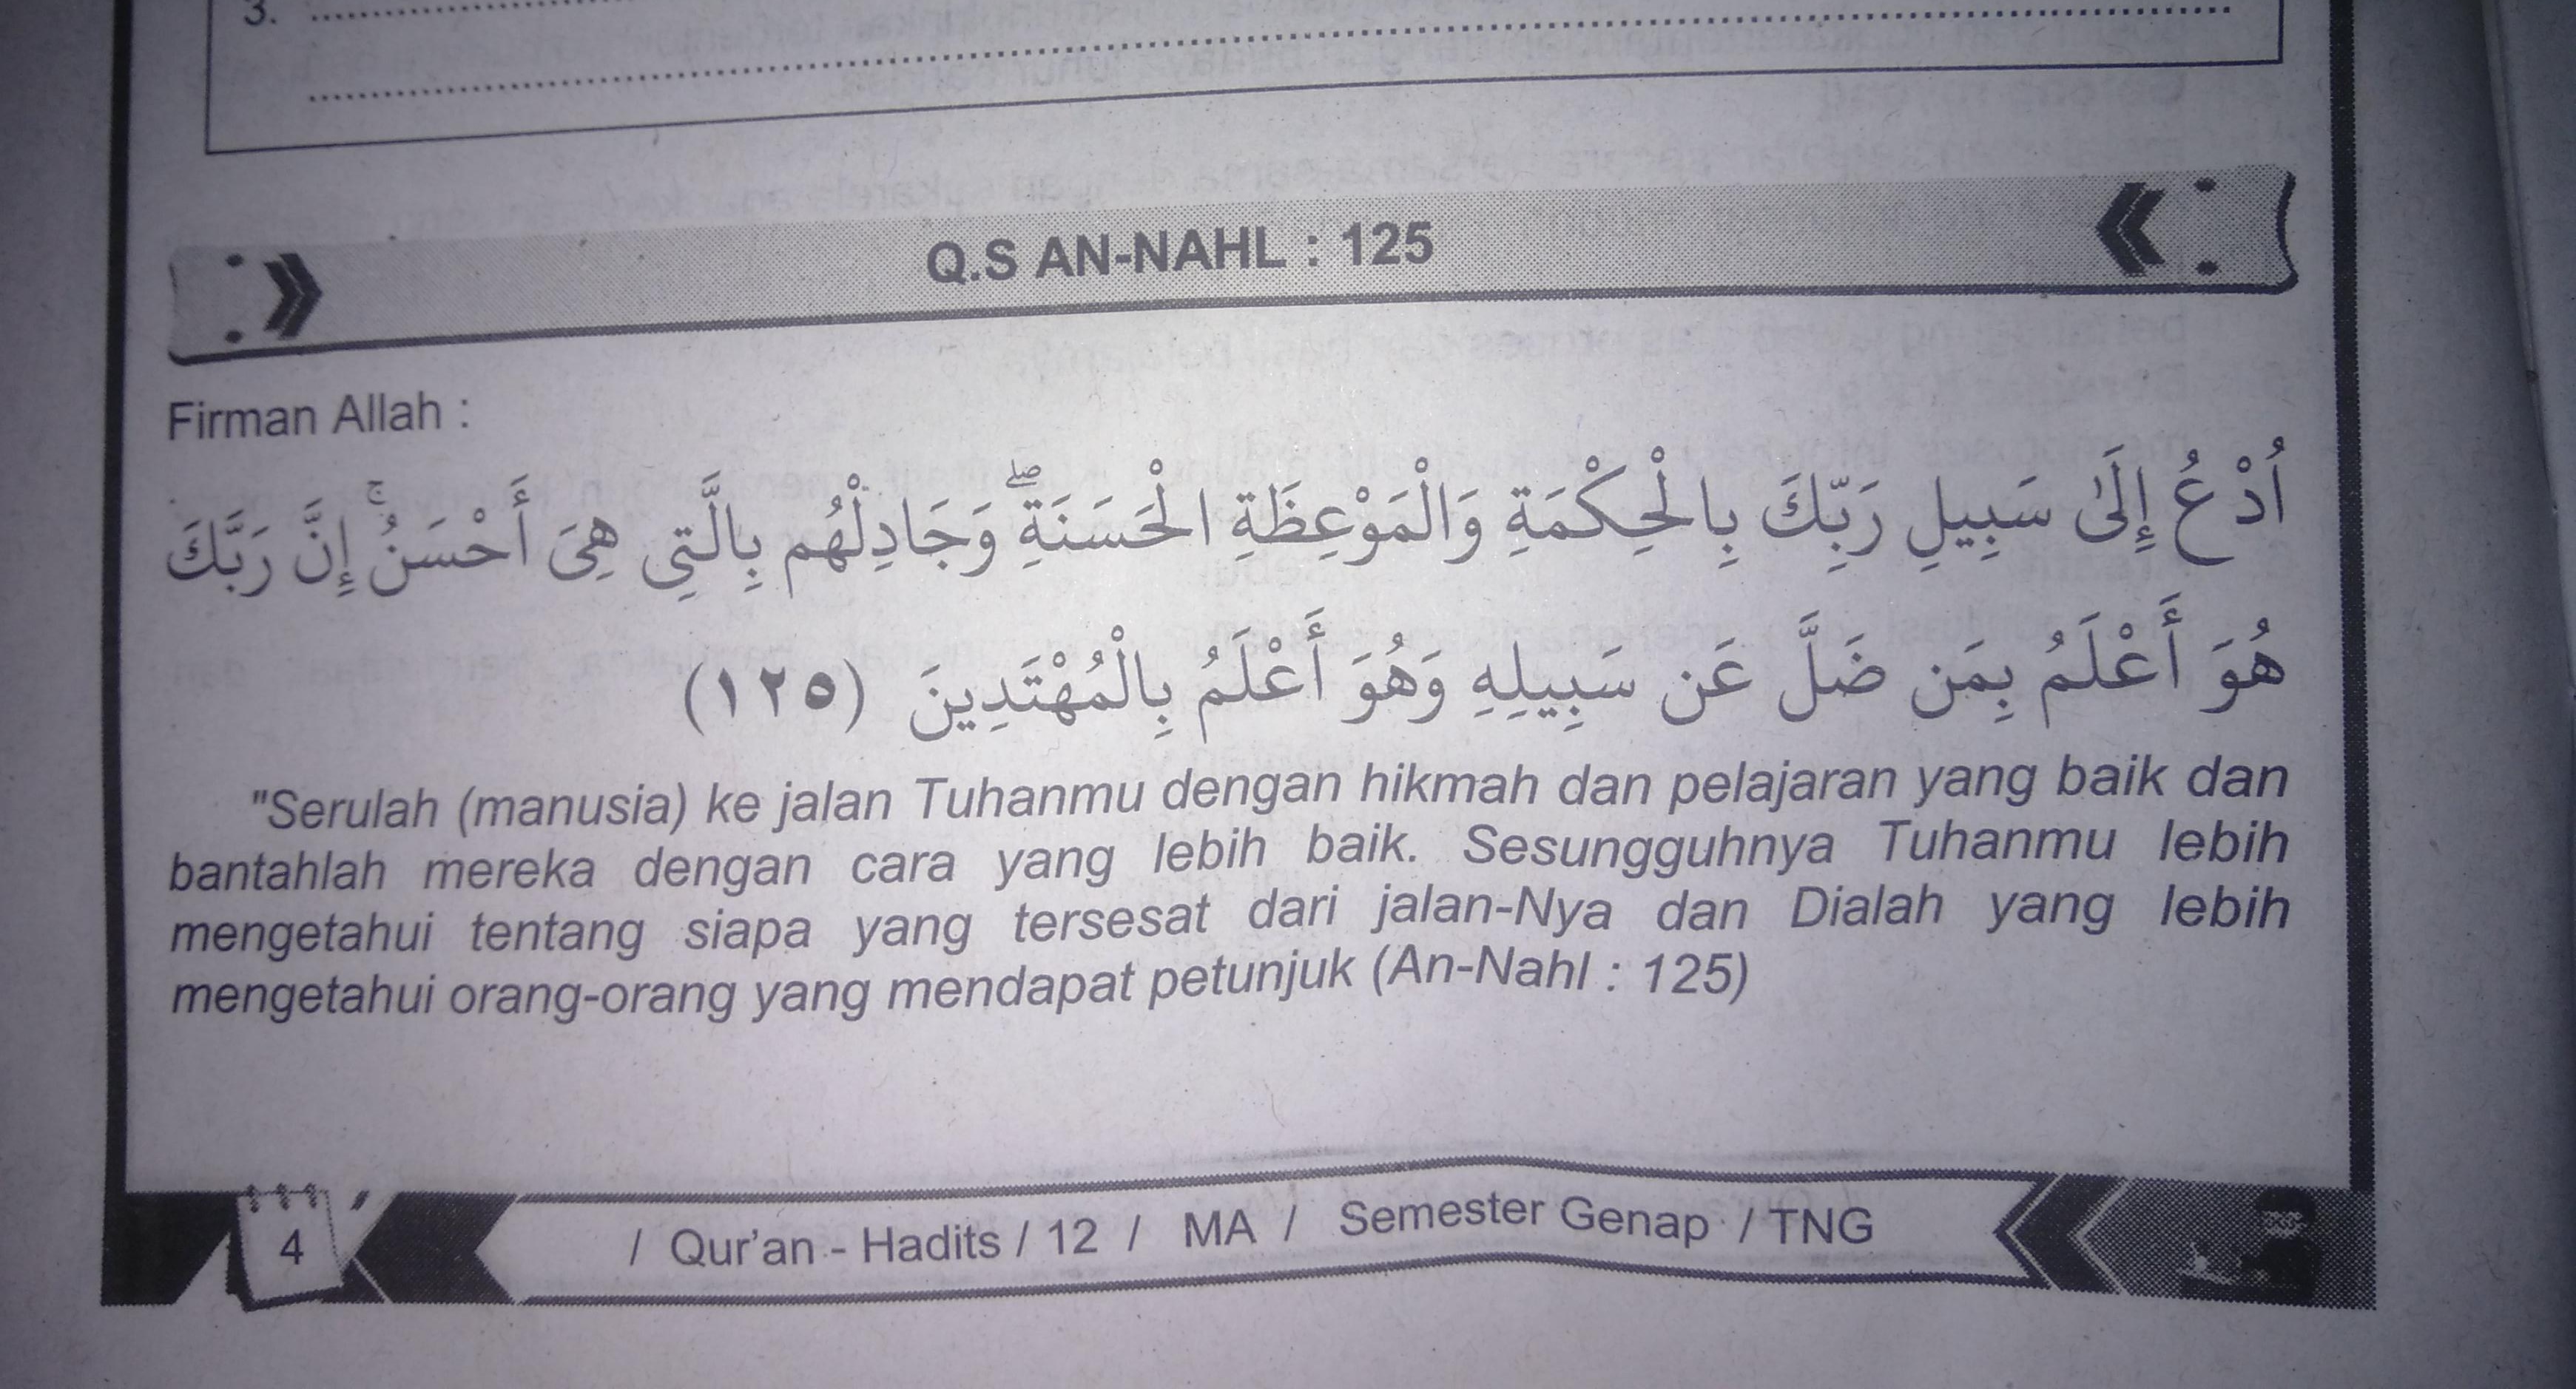 3. ........................................
........................................
Q.S AN-NAHL : 125
Firman Allah :
اُدْعُ إِلَىٰ سَبِيلِ رَبِّكَ بِالْحِكْمَةِ وَالْمَوْعِظَةِ الْحَسَنَةِۖ وَجَادِلْهُم بِالَّتِي هِيَ أَحْسَنُۚ إِنَّ رَبَّكَ
هُوَ أَعْلَمُ بِمَن ضَلَّ عَن سَبِيلِهِ وَهُوَ أَعْلَمُ بِالْمُهْتَدِينَ (١٢٥)
"Serulah (manusia) ke jalan Tuhanmu dengan hikmah dan pelajaran yang baik dan
bantahlah mereka dengan cara yang lebih baik. Sesungguhnya Tuhanmu lebih
mengetahui tentang siapa yang tersesat dari jalan-Nya dan Dialah yang lebih
mengetahui orang-orang yang mendapat petunjuk (An-Nahl : 125)
4 / Qur'an - Hadits / 12 / MA / Semester Genap / TNG